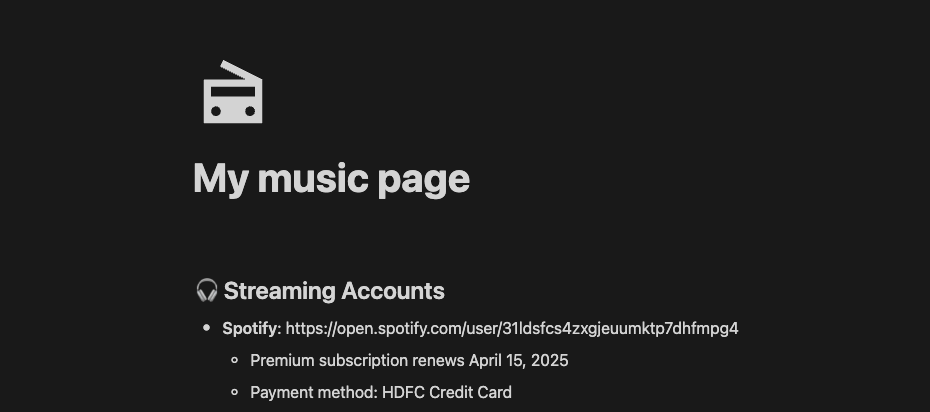 My music page
🎧 Streaming Accounts
• Spotify: https://open.spotify.com/user/31ldsfcs4zxgjeuumktp7dhfmpg4
◦ Premium subscription renews April 15, 2025
◦ Payment method: HDFC Credit Card